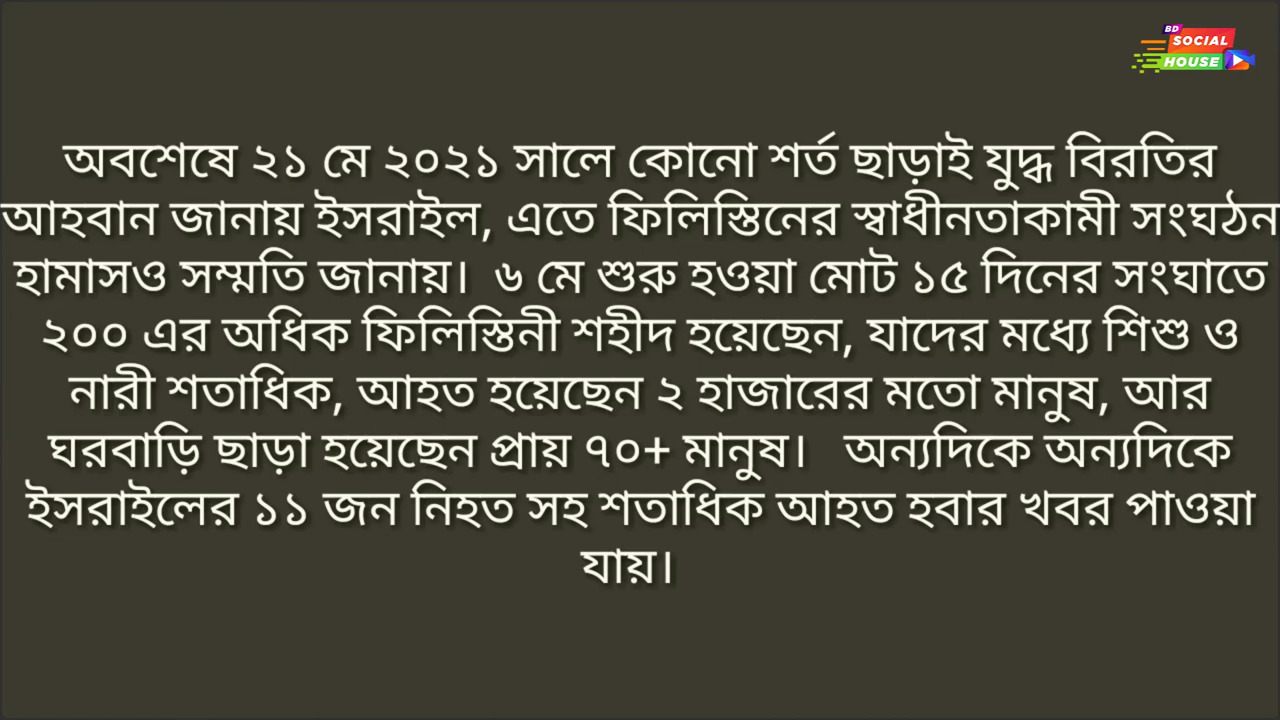 BD
SOCIAL
HOUSE
অবশেষে ২১ মে ২০২১ সালে কোনো শর্ত ছাড়াই যুদ্ধ বিরতির
আহবান জানায় ইসরাইল, এতে ফিলিস্তিনের স্বাধীনতাকামী সংঘঠন
হামাসও সম্মতি জানায়। ৬ মে শুরু হওয়া মোট ১৫ দিনের সংঘাতে
২০০ এর অধিক ফিলিস্তিনী শহীদ হয়েছেন, যাদের মধ্যে শিশু ও
নারী শতাধিক, আহত হয়েছেন ২ হাজারের মতো মানুষ, আর
ঘরবাড়ি ছাড়া হয়েছেন প্রায় ৭০+ মানুষ। অন্যদিকে অন্যদিকে
ইসরাইলের ১১ জন নিহত সহ শতাধিক আহত হবার খবর পাওয়া
যায়।